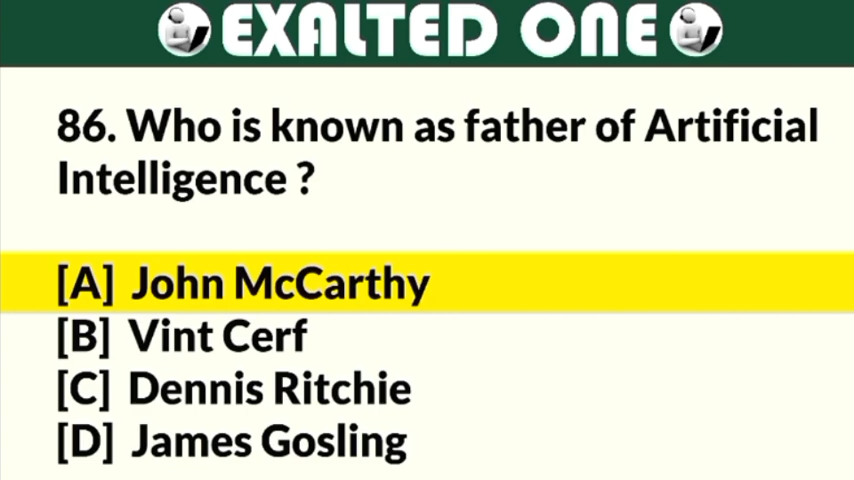 EXALTED ONE
86. Who is known as father of Artificial
Intelligence ?
[A] John McCarthy
[B] Vint Cerf
[C] Dennis Ritchie
[D] James Gosling